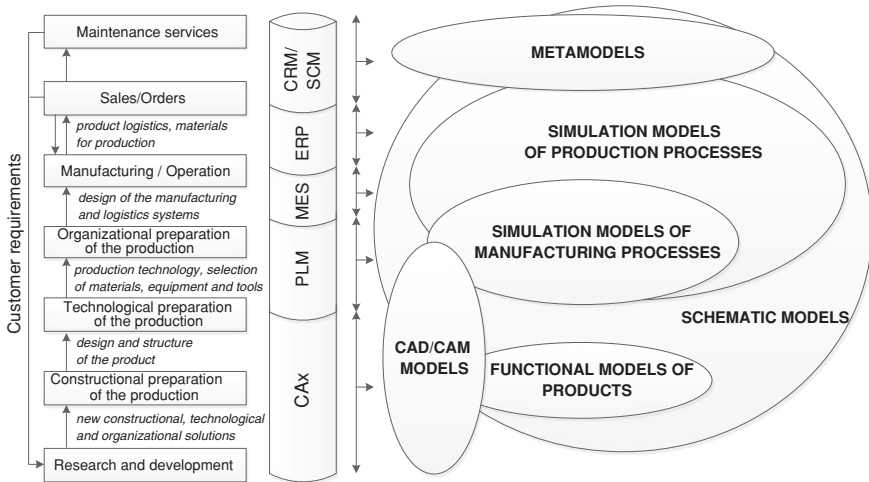 Customer requirements
Maintenance services
Sales/Orders
product logistics, materials
for production
Manufacturing / Operation
design of the manufacturing
and logistics systems
Organizational preparation
of the production
production technology, selection
of materials, equipment and tools
Technological preparation
of the production
design and structure
of the product
Constructional preparation
of the production
new constructional, technological
and organizational solutions
Research and development
CRM/
SCM
ERP
MES
PLM
CAx
METAMODELS
SIMULATION MODELS
OF PRODUCTION PROCESSES
SIMULATION MODELS OF
MANUFACTURING PROCESSES
SCHEMATIC MODELS
CAD/CAM
MODELS
FUNCTIONAL MODELS OF
PRODUCTS